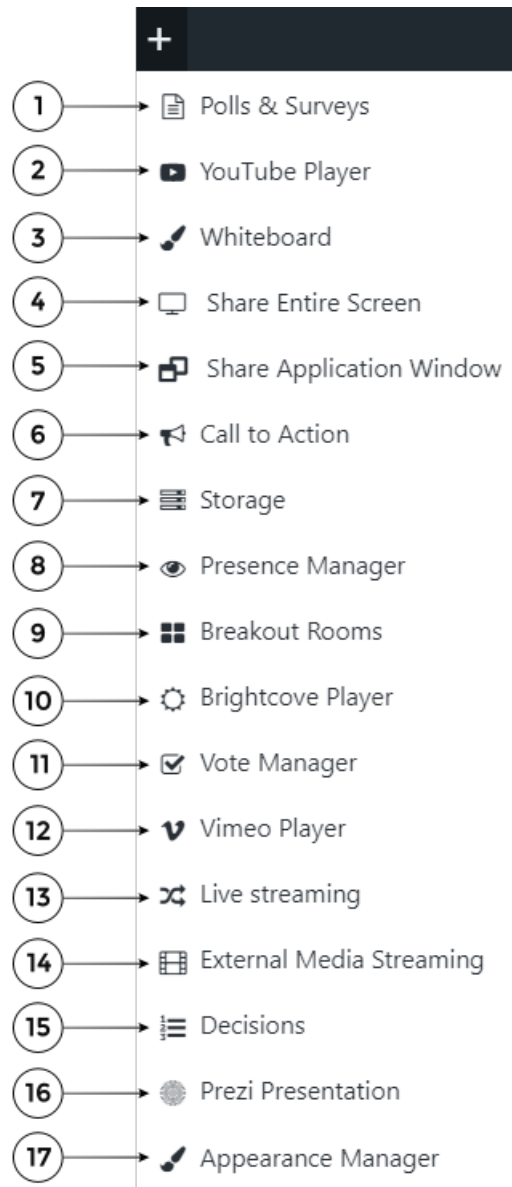 +
1 Polls & Surveys
2 YouTube Player
3 Whiteboard
4 Share Entire Screen
5 Share Application Window
6 Call to Action
7 Storage
8 Presence Manager
9 Breakout Rooms
10 Brightcove Player
11 Vote Manager
12 Vimeo Player
13 Live streaming
14 External Media Streaming
15 Decisions
16 Prezi Presentation
17 Appearance Manager